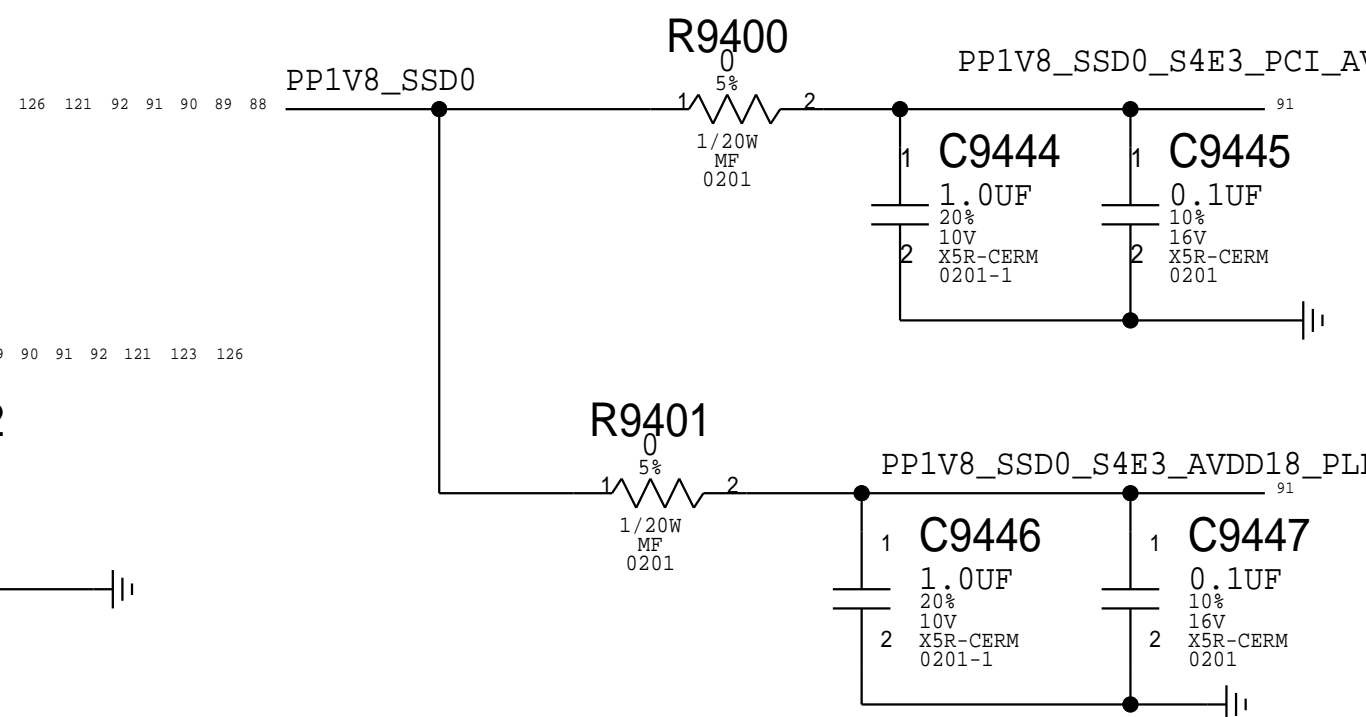 R9400
0
5%
PP1V8_SSD0_S4E3_PCI_AV
PP1V8_SSD0
126 121 92 91 90 89 88
1
2
91
1/20W
MF
0201
1
C9444
1.0UF
20%
10V
2
X5R-CERM
0201-1
1
C9445
0.1UF
10%
16V
2
X5R-CERM
0201
9 90 91 92 121 123 126
2
R9401
0
5%
PP1V8_SSD0_S4E3_AVDD18_PL
1
2
91
1/20W
MF
0201
1
C9446
1.0UF
20%
10V
2
X5R-CERM
0201-1
1
C9447
0.1UF
10%
16V
2
X5R-CERM
0201